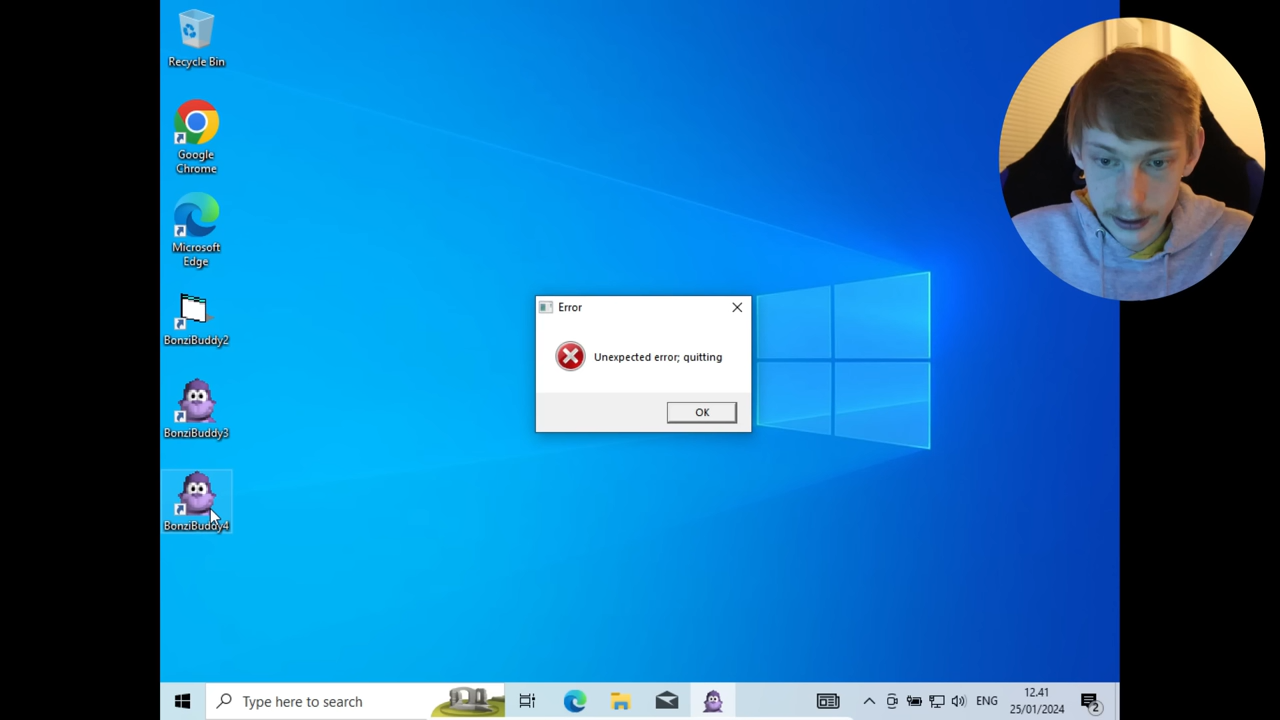 Recycle Bin
Google
Chrome
Microsoft
Edge
BonziBuddy2
BonziBuddy3
BonziBuddy4
Error
Unexpected error; quitting
OK
Type here to search
ENG
12.41
25/01/2024
2